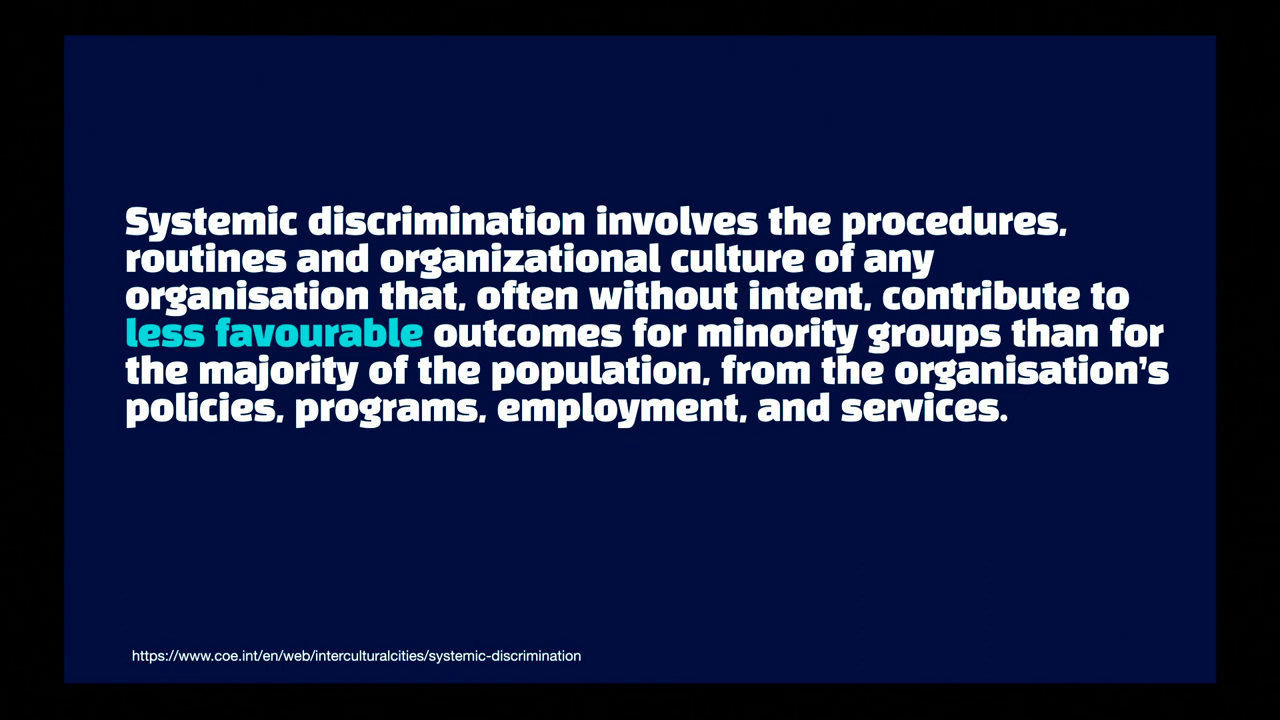 Systemic discrimination involves the procedures,
routines and organizational culture of any
organisation that, often without intent, contribute to
less favourable outcomes for minority groups than for
the majority of the population, from the organisation’s
policies, programs, employment, and services.
https://www.coe.int/en/web/interculturalcities/systemic-discrimination